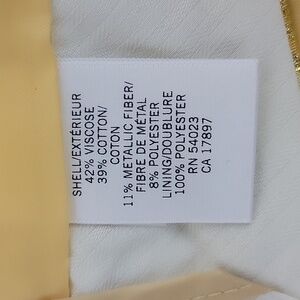 SHELL/EXTÉRIEUR
42% VISCOSE
39% COTTON/
COTON
11% METALLIC FIBER/
FIBRE DE MÉTAL
8% POLYESTER
LINING/DOUBLURE
100% POLYESTER
RN 54023
CA 17897